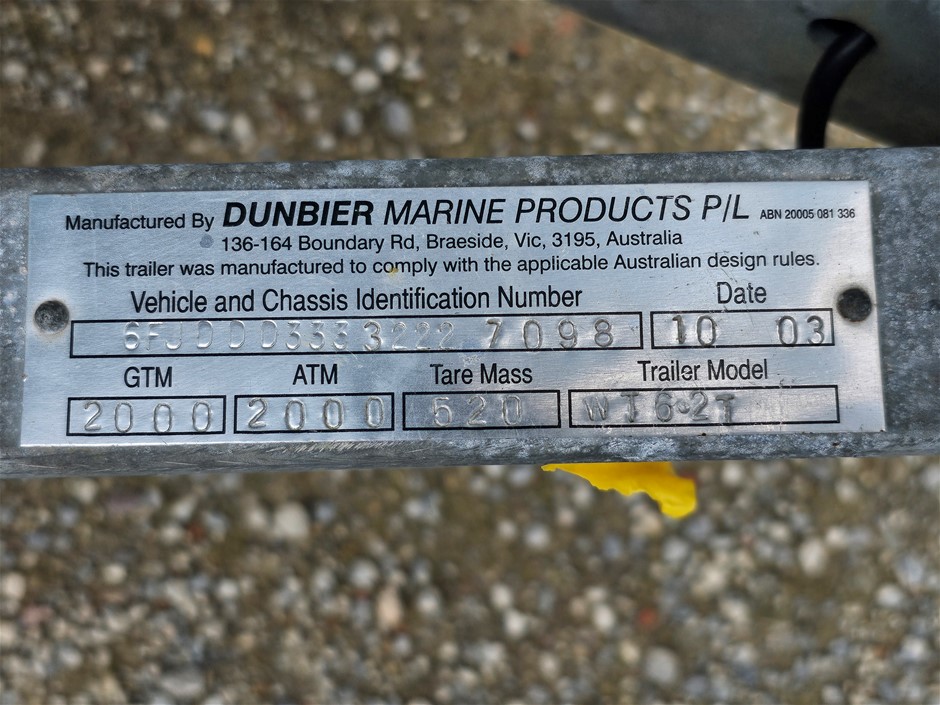 Manufactured By DUNBIER MARINE PRODUCTS P/L ABN 20005 081 336
136-164 Boundary Rd, Braeside, Vic, 3195, Australia
This trailer was manufactured to comply with the applicable Australian design rules.
Vehicle and Chassis Identification Number Date
6FJDDD3333222 7098 10 03
GTM ATM Tare Mass Trailer Model
2000 2000 520 WI6·2T